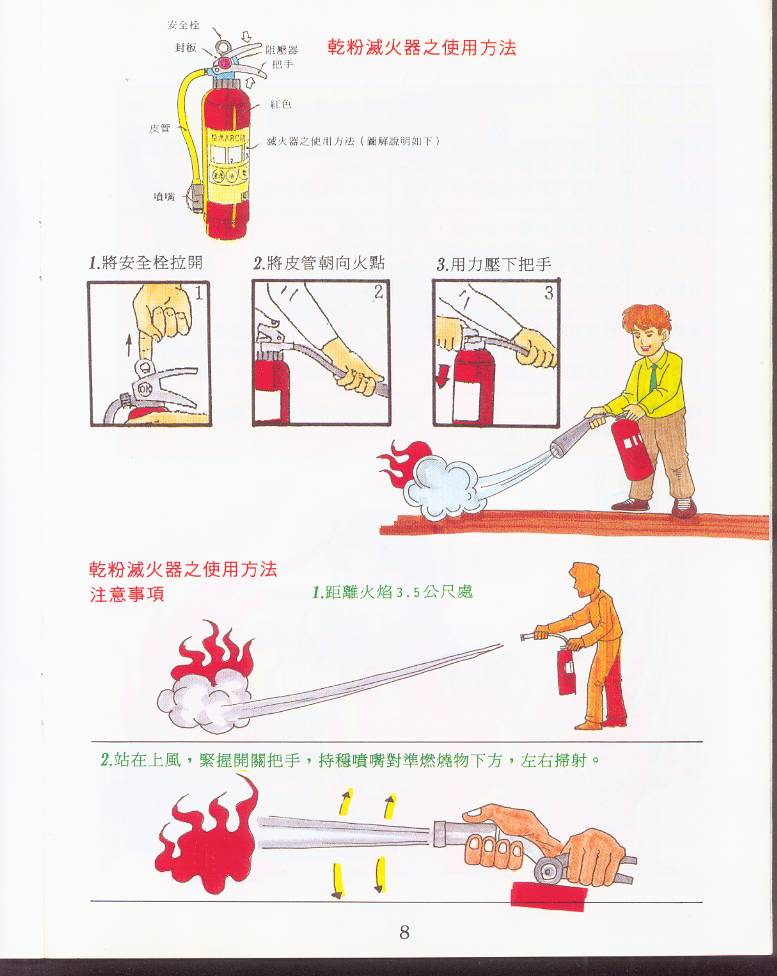 乾粉滅火器之使用方法
安全栓
封板
阻壓器
把手
紅色
皮管
滅火器之使用方法（圖解說明如下）
噴嘴
1.將安全栓拉開
2.將皮管朝向火點
3.用力壓下把手
1
2
3
乾粉滅火器之使用方法
注意事項
1.距離火焰3.5公尺處
2.站在上風，緊握開關把手，持穩噴嘴對準燃燒物下方，左右掃射。
8